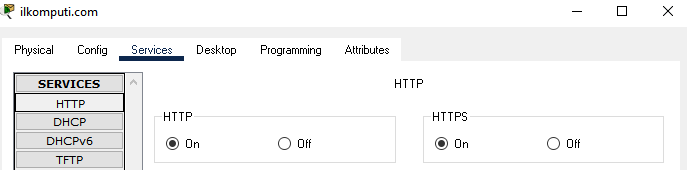 ilkomputi.com
Physical Config Services Desktop Programming Attributes
SERVICES
HTTP
DHCP
DHCPv6
TFTP
HTTP
HTTP
On Off
HTTPS
On Off